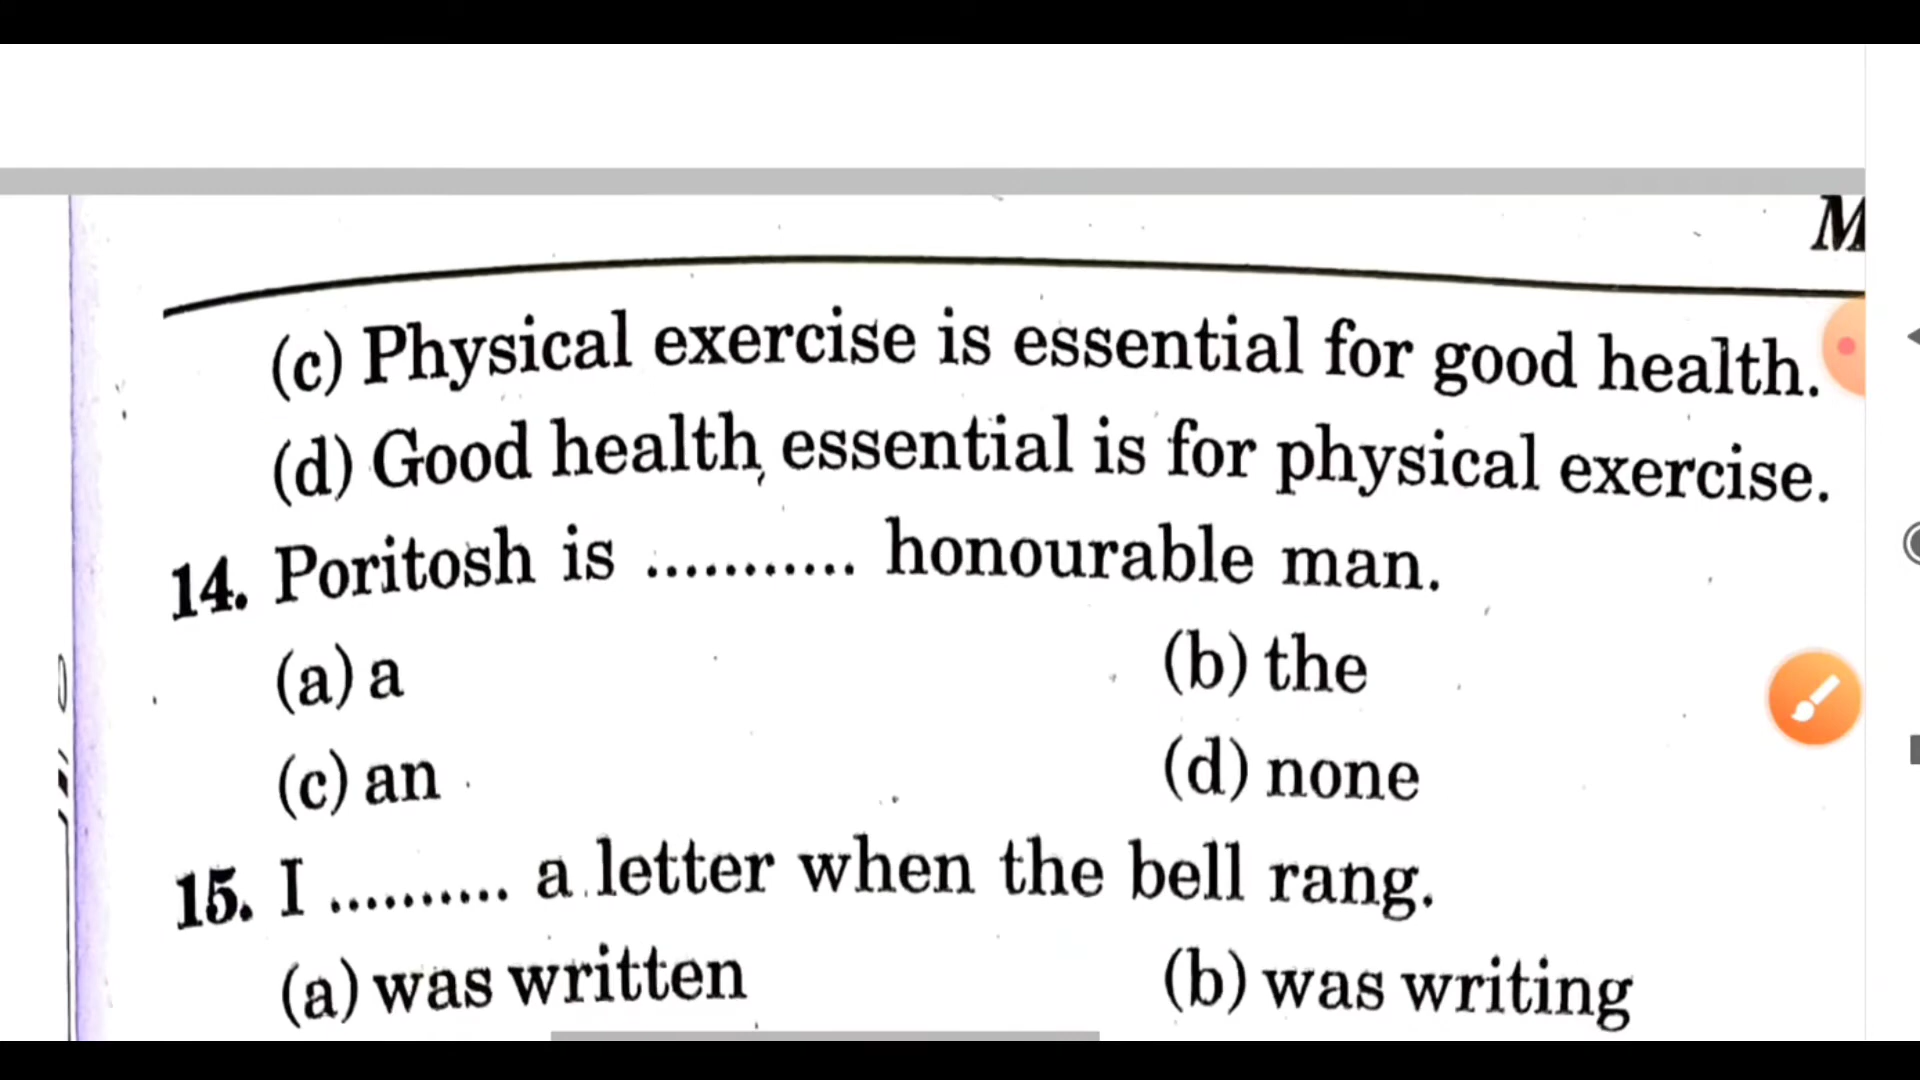 M
(c) Physical exercise is essential for good health.
(d) Good health essential is for physical exercise.
14. Poritosh is ........... honourable man.
(a) a (b) the
(c) an (d) none
15. I .......... a letter when the bell rang.
(a) was written (b) was writing